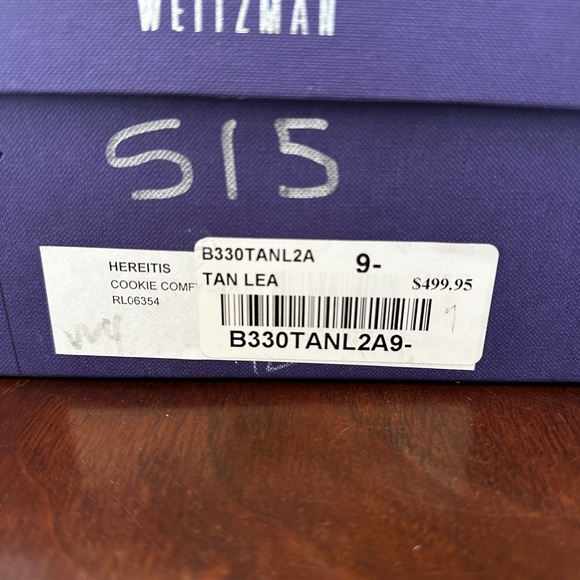 WEITZMAN
S15
HEREITIS
COOKIE COMF
RL06354
B330TANL2A 9-
TAN LEA $499.95
B330TANL2A9-